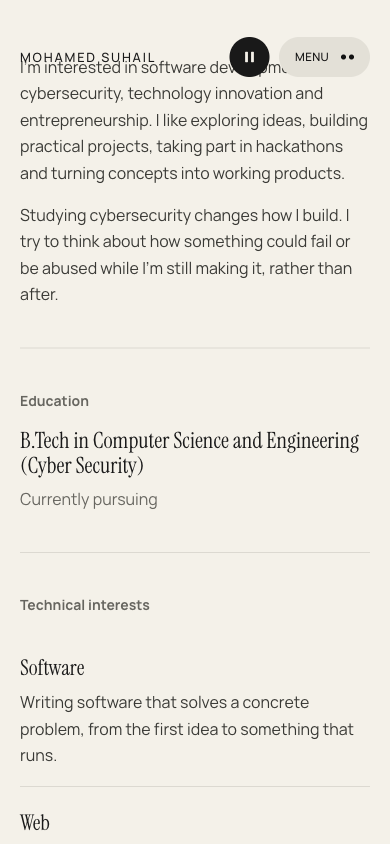 MOHAMED SUHAIL
MENU
I'm interested in software
cybersecurity, technology innovation and
entrepreneurship. I like exploring ideas, building
practical projects, taking part in hackathons
and turning concepts into working products.
Studying cybersecurity changes how I build. I
try to think about how something could fail or
be abused while I'm still making it, rather than
after.
Education
B.Tech in Computer Science and Engineering
(Cyber Security)
Currently pursuing
Technical interests
Software
Writing software that solves a concrete
problem, from the first idea to something that
runs.
Web